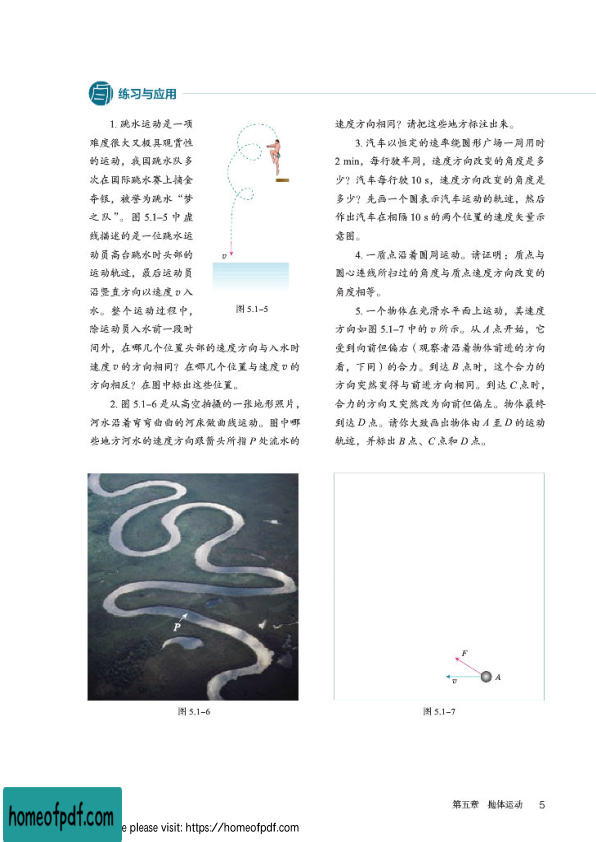 练习与应用
1. 跳水运动是一项
难度很大又极具观赏性
的运动，我国跳水队多
次在国际跳水赛上摘金
夺银，被誉为跳水“梦
之队”。图 5.1-5 中虚
线描述的是一位跳水运
动员高台跳水时头部的
运动轨迹，最后运动员
沿竖直方向以速度 v 入
水。整个运动过程中，
除运动员入水前一段时
间外，在哪几个位置头部的速度方向与入水时
速度 v 的方向相同？在哪几个位置与速度 v 的
方向相反？在图中标出这些位置。
v
图 5.1-5
2. 图 5.1-6 是从高空拍摄的一张地形照片，
河水沿着弯弯曲曲的河床做曲线运动。图中哪
些地方河水的速度方向跟箭头所指 P 处流水的
P
图 5.1-6
速度方向相同？请把这些地方标注出来。
3. 汽车以恒定的速率绕圆形广场一周用时
2 min，每行驶半周，速度方向改变的角度是多
少？汽车每行驶 10 s，速度方向改变的角度是
多少？先画一个圆表示汽车运动的轨迹，然后
作出汽车在相隔 10 s 的两个位置的速度矢量示
意图。
4. 一质点沿着圆周运动。请证明：质点与
圆心连线所扫过的角度与质点速度方向改变的
角度相等。
5. 一个物体在光滑水平面上运动，其速度
方向如图 5.1-7 中的 v 所示。从 A 点开始，它
受到向前但偏右（观察者沿着物体前进的方向
看，下同）的合力。到达 B 点时，这个合力的
方向突然变得与前进方向相同。到达 C 点时，
合力的方向又突然改为向前但偏左。物体最终
到达 D 点。请你大致画出物体由 A 至 D 的运动
轨迹，并标出 B 点、C 点和 D 点。
F
v
A
图 5.1-7
第五章 抛体运动 5
homeofpdf.com
e please visit: https://homeofpdf.com